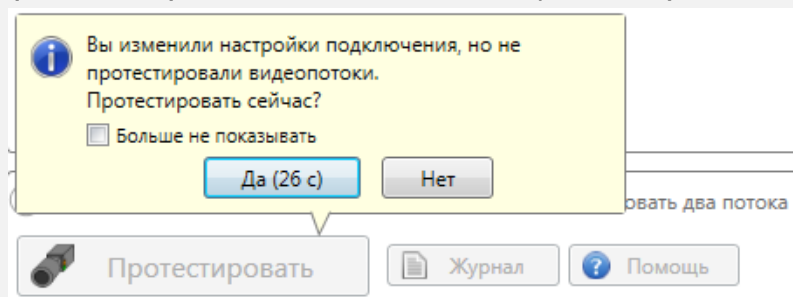 Вы изменили настройки подключения, но не
протестировали видеопотоки.
Протестировать сейчас?
Больше не показывать
Да (26 с)
Нет
два потока
Протестировать
Журнал
Помощь